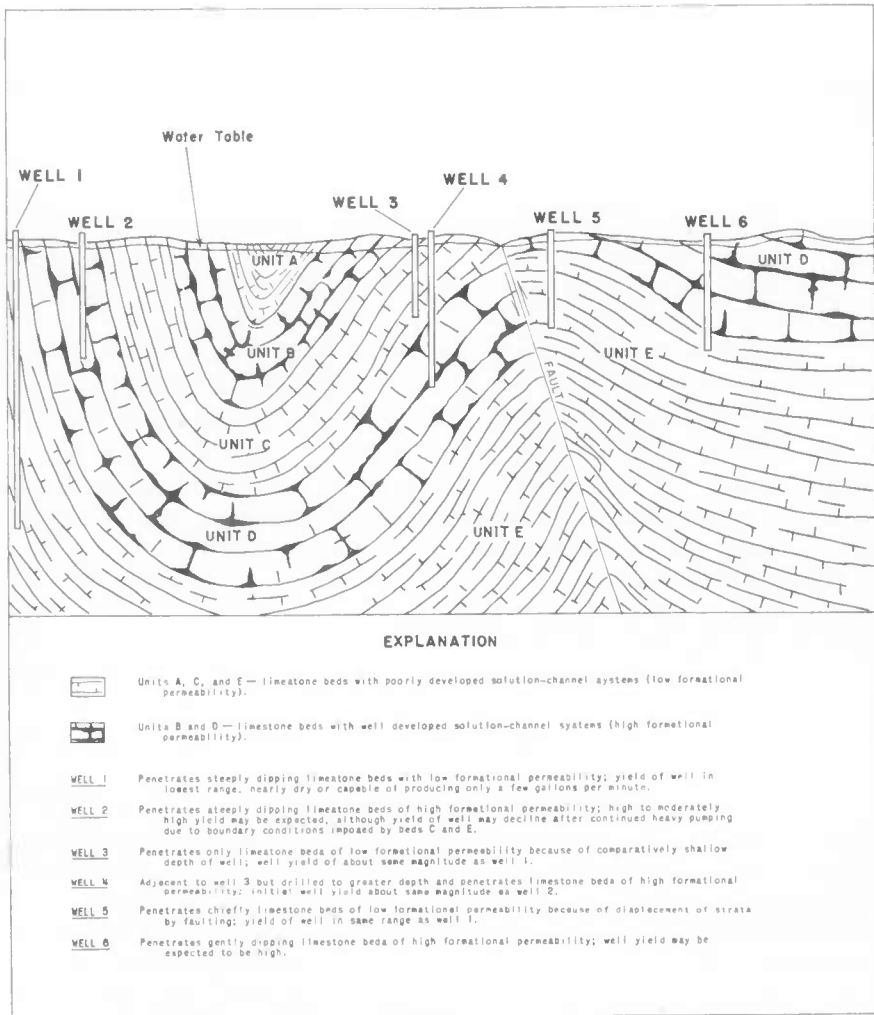 Water Table
WELL 1
WELL 2
WELL 3
WELL 4
WELL 5
WELL 6
UNIT A
UNIT D
UNIT B
UNIT E
FAULT
UNIT C
UNIT D
UNIT E
EXPLANATION
Units A, C, and E — limestone beds with poorly developed solution-channel systems (low formational
permeability).
Units B and D — limestone beds with well developed solution-channel systems (high formational
permeability).
WELL 1 Penetrates steeply dipping limestone beds with low formational permeability; yield of well in
lowest range, nearly dry or capable of producing only a few gallons per minute.
WELL 2 Penetrates steeply dipping limestone beds of high formational permeability; high to moderately
high yield may be expected, although yield of well may decline after continued heavy pumping
due to boundary conditions imposed by beds C and E.
WELL 3 Penetrates only limestone beds of low formational permeability because of comparatively shallow
depth of well; well yield of about same magnitude as well 1.
WELL 4 Adjacent to well 3 but drilled to greater depth and penetrates limestone beds of high formational
permeability; initial well yield about same magnitude as well 2.
WELL 5 Penetrates chiefly limestone beds of low formational permeability because of displacement of strata
by faulting; yield of well in same range as well 1.
WELL 6 Penetrates gently dipping limestone beds of high formational permeability; well yield may be
expected to be high.